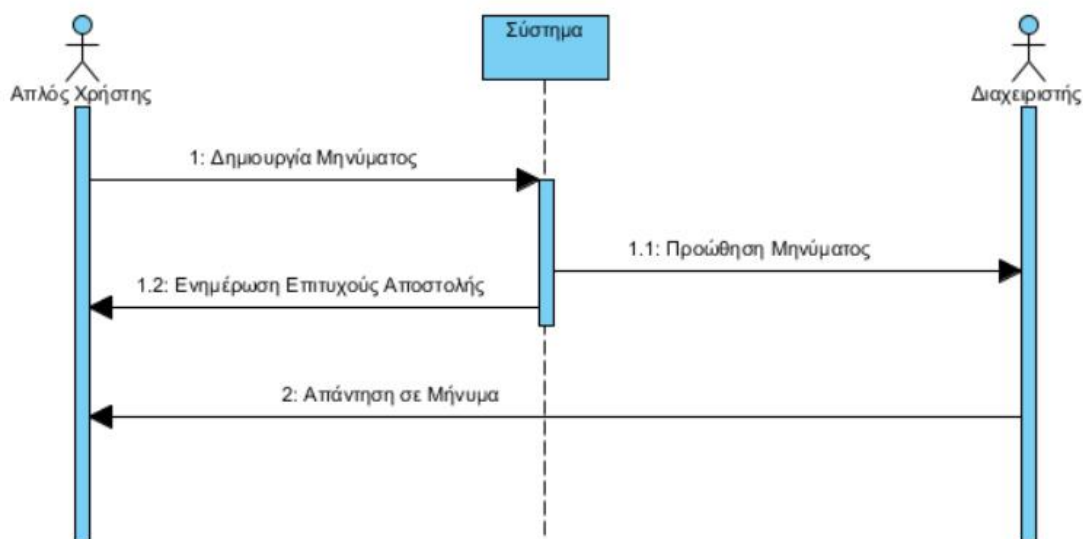 Σύστημα
Απλός Χρήστης
Διαχειριστής
1: Δημιουργία Μηνύματος
1.1: Προώθηση Μηνύματος
1.2: Ενημέρωση Επιτυχούς Αποστολής
2: Απάντηση σε Μήνυμα